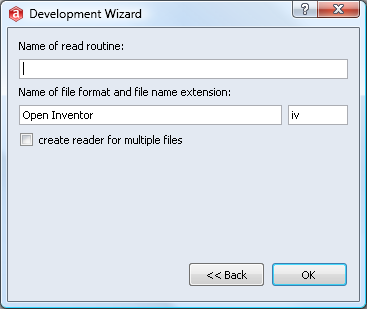 Development Wizard
Name of read routine:
Name of file format and file name extension:
Open Inventor iv
create reader for multiple files
<< Back OK